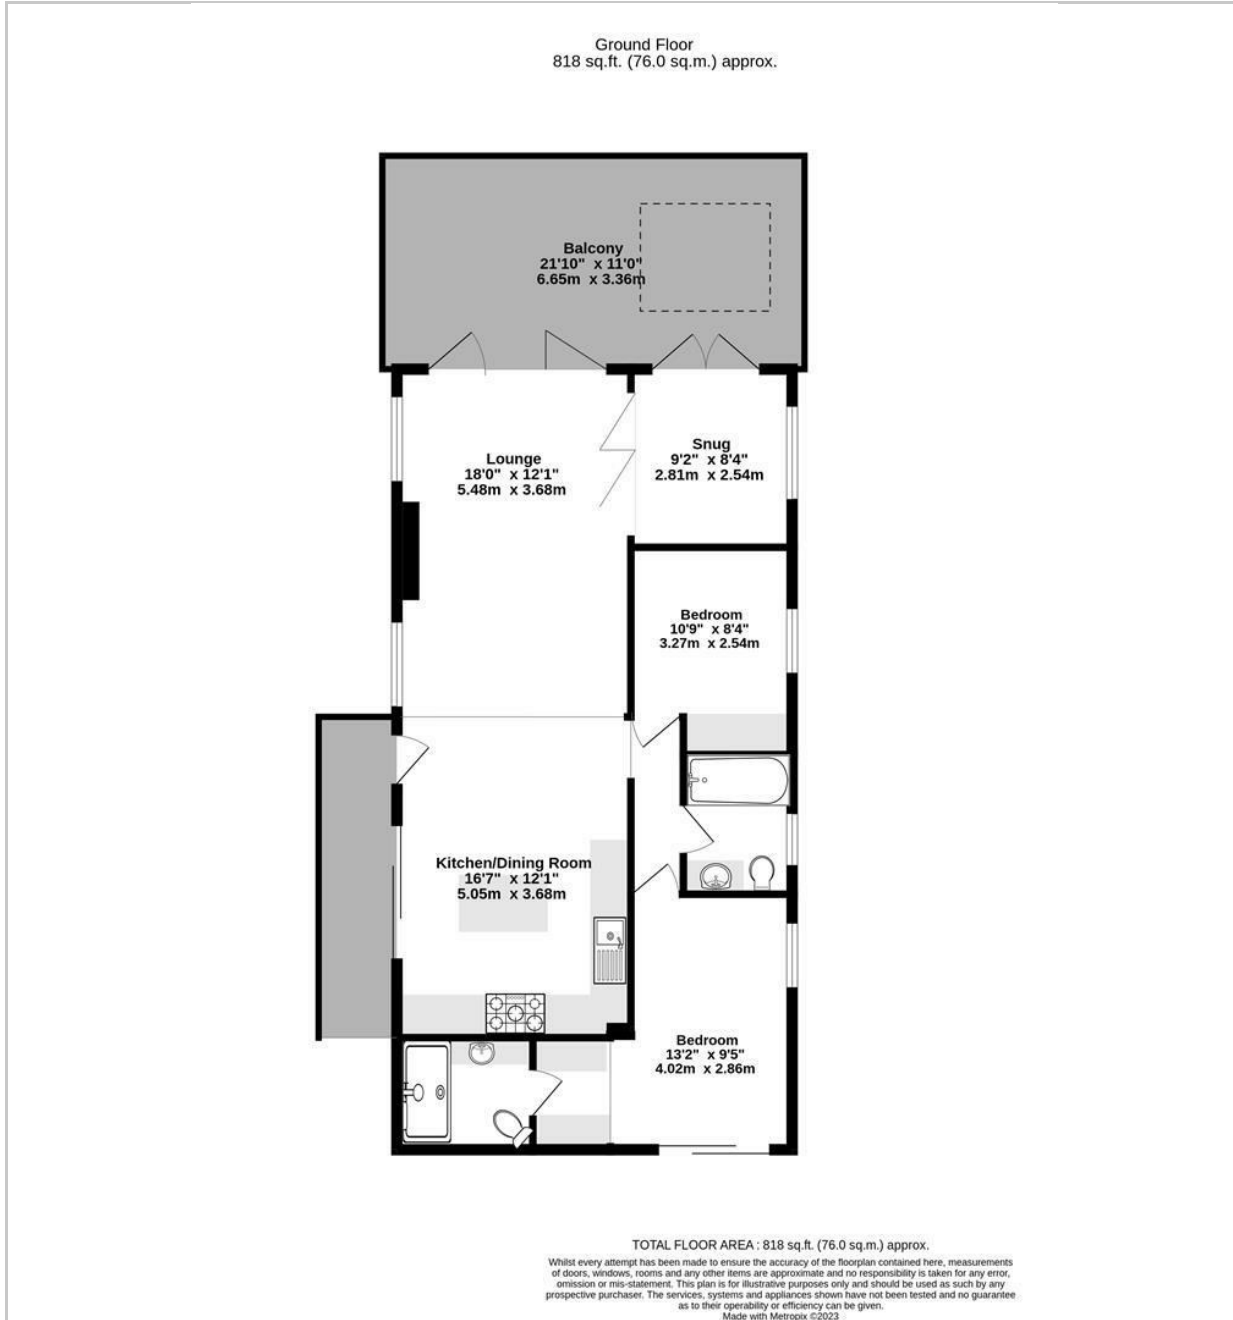 Ground Floor
818 sq.ft. (76.0 sq.m.) approx.
Balcony
21'10" x 11'0"
6.65m x 3.36m
Lounge
18'0" x 12'1"
5.48m x 3.68m
Snug
9'2" x 8'4"
2.81m x 2.54m
Bedroom
10'9" x 8'4"
3.27m x 2.54m
Kitchen/Dining Room
16'7" x 12'1"
5.05m x 3.68m
Bedroom
13'2" x 9'5"
4.02m x 2.86m
TOTAL FLOOR AREA : 818 sq.ft. (76.0 sq.m.) approx.
Whilst every attempt has been made to ensure the accuracy of the floorplan contained here, measurements
of doors, windows, rooms and any other items are approximate and no responsibility is taken for any error,
omission or mis-statement. This plan is for illustrative purposes only and should be used as such by any
prospective purchaser. The services, systems and appliances shown have not been tested and no guarantee
as to their operability or efficiency can be given.
Made with Metropix ©2023